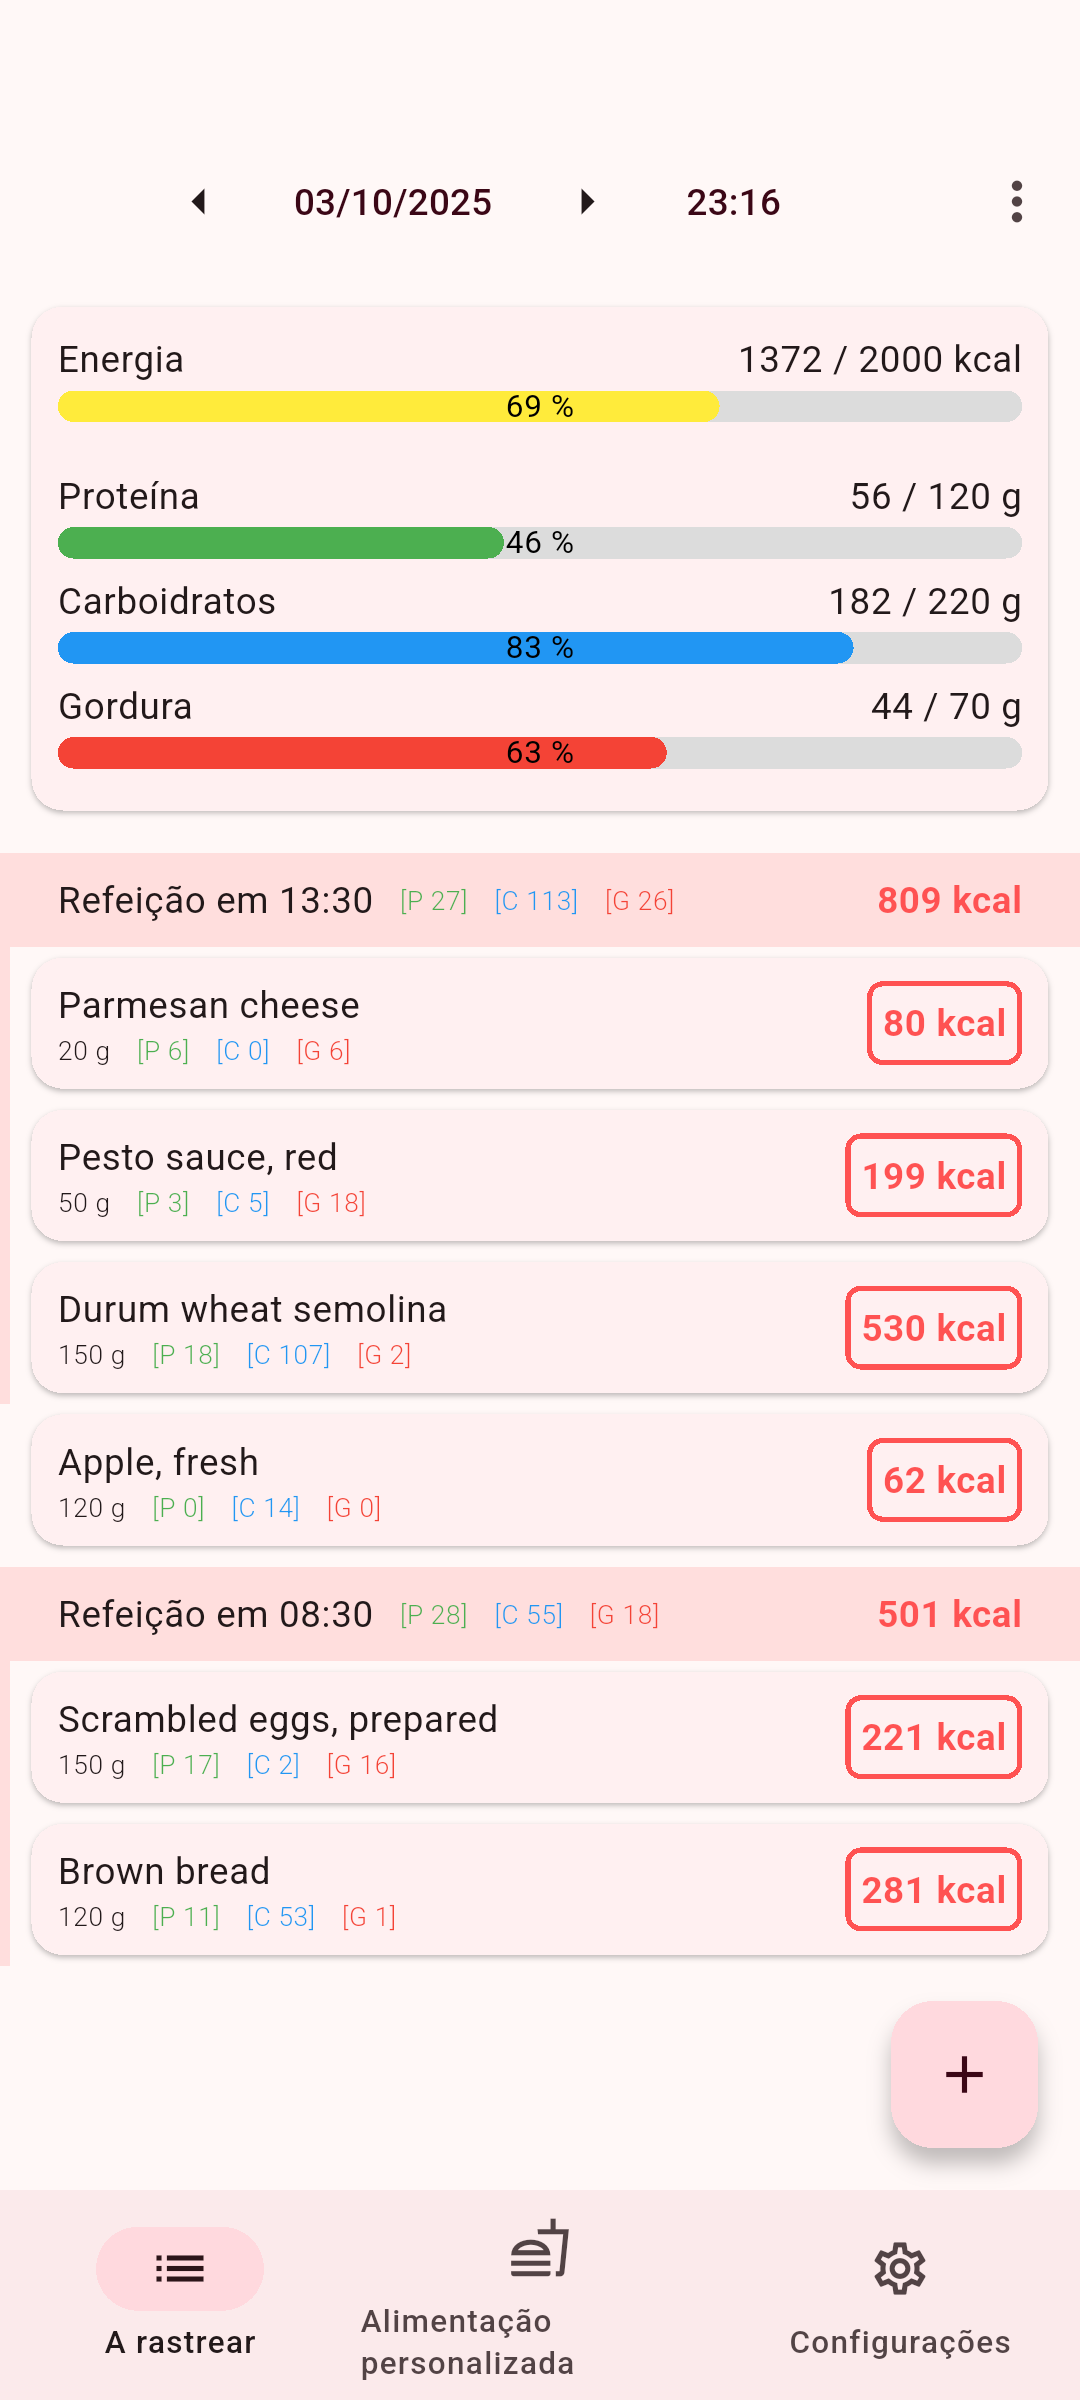 03/10/2025 23:16
Energia 1372 / 2000 kcal
69 %
Proteína 56 / 120 g
46 %
Carboidratos 182 / 220 g
83 %
Gordura 44 / 70 g
63 %
Refeição em 13:30 [P 27] [C 113] [G 26] 809 kcal
Parmesan cheese
20 g [P 6] [C 0] [G 6]
80 kcal
Pesto sauce, red
50 g [P 3] [C 5] [G 18]
199 kcal
Durum wheat semolina
150 g [P 18] [C 107] [G 2]
530 kcal
Apple, fresh
120 g [P 0] [C 14] [G 0]
62 kcal
Refeição em 08:30 [P 28] [C 55] [G 18] 501 kcal
Scrambled eggs, prepared
150 g [P 17] [C 2] [G 16]
221 kcal
Brown bread
120 g [P 11] [C 53] [G 1]
281 kcal
A rastrear
Alimentação
personalizada
Configurações